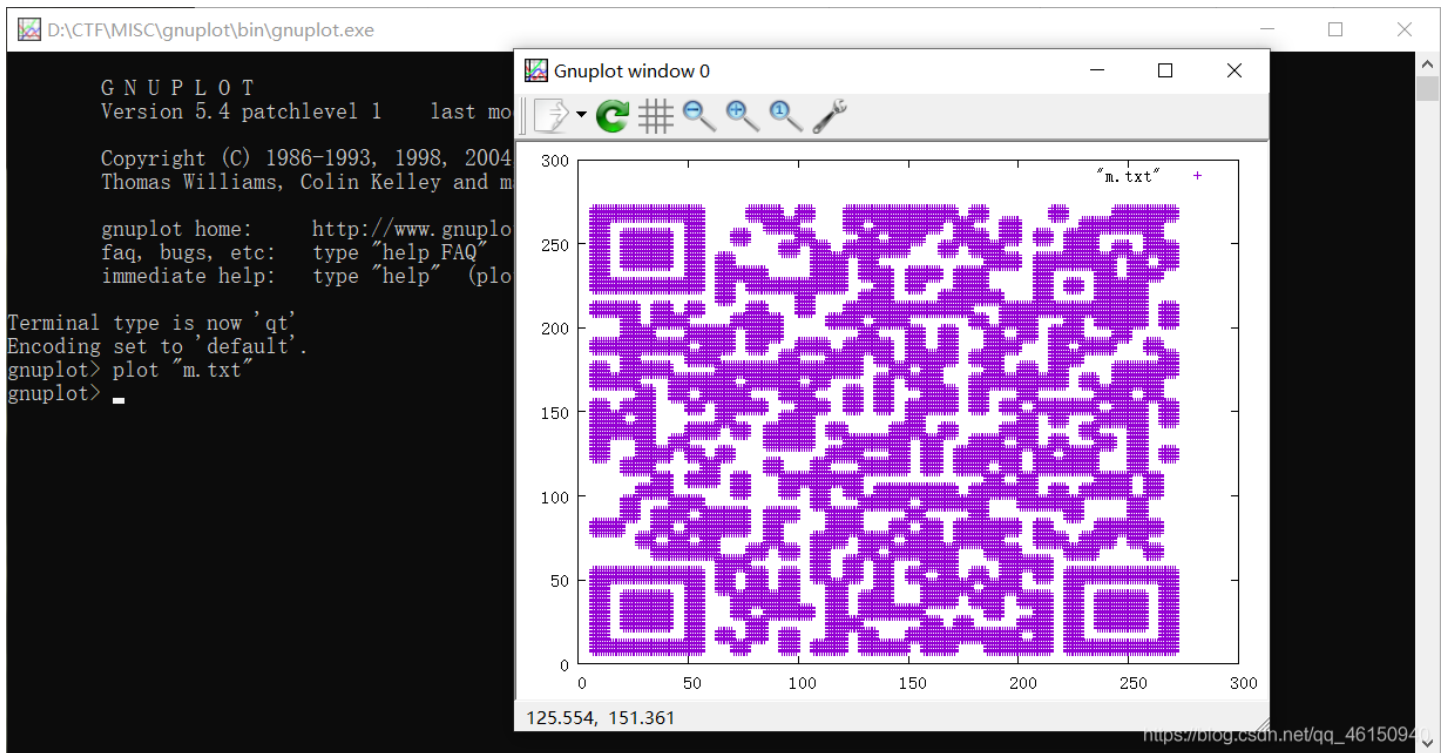 D:\CTF\MISC\gnuplot\bin\gnuplot.exe
G N U P L O T
Version 5.4 patchlevel 1    last mo
Copyright (C) 1986-1993, 1998, 2004
Thomas Williams, Colin Kelley and m
gnuplot home:     http://www.gnuplo
faq, bugs, etc:   type "help FAQ"
immediate help:   type "help"  (plo
Terminal type is now 'qt'
Encoding set to 'default'.
gnuplot> plot "m.txt"
gnuplot>
Gnuplot window 0
"m.txt"
300
250
200
150
100
50
0
0 50 100 150 200 250 300
125.554, 151.361
https://blog.csdn.net/qq_46150940